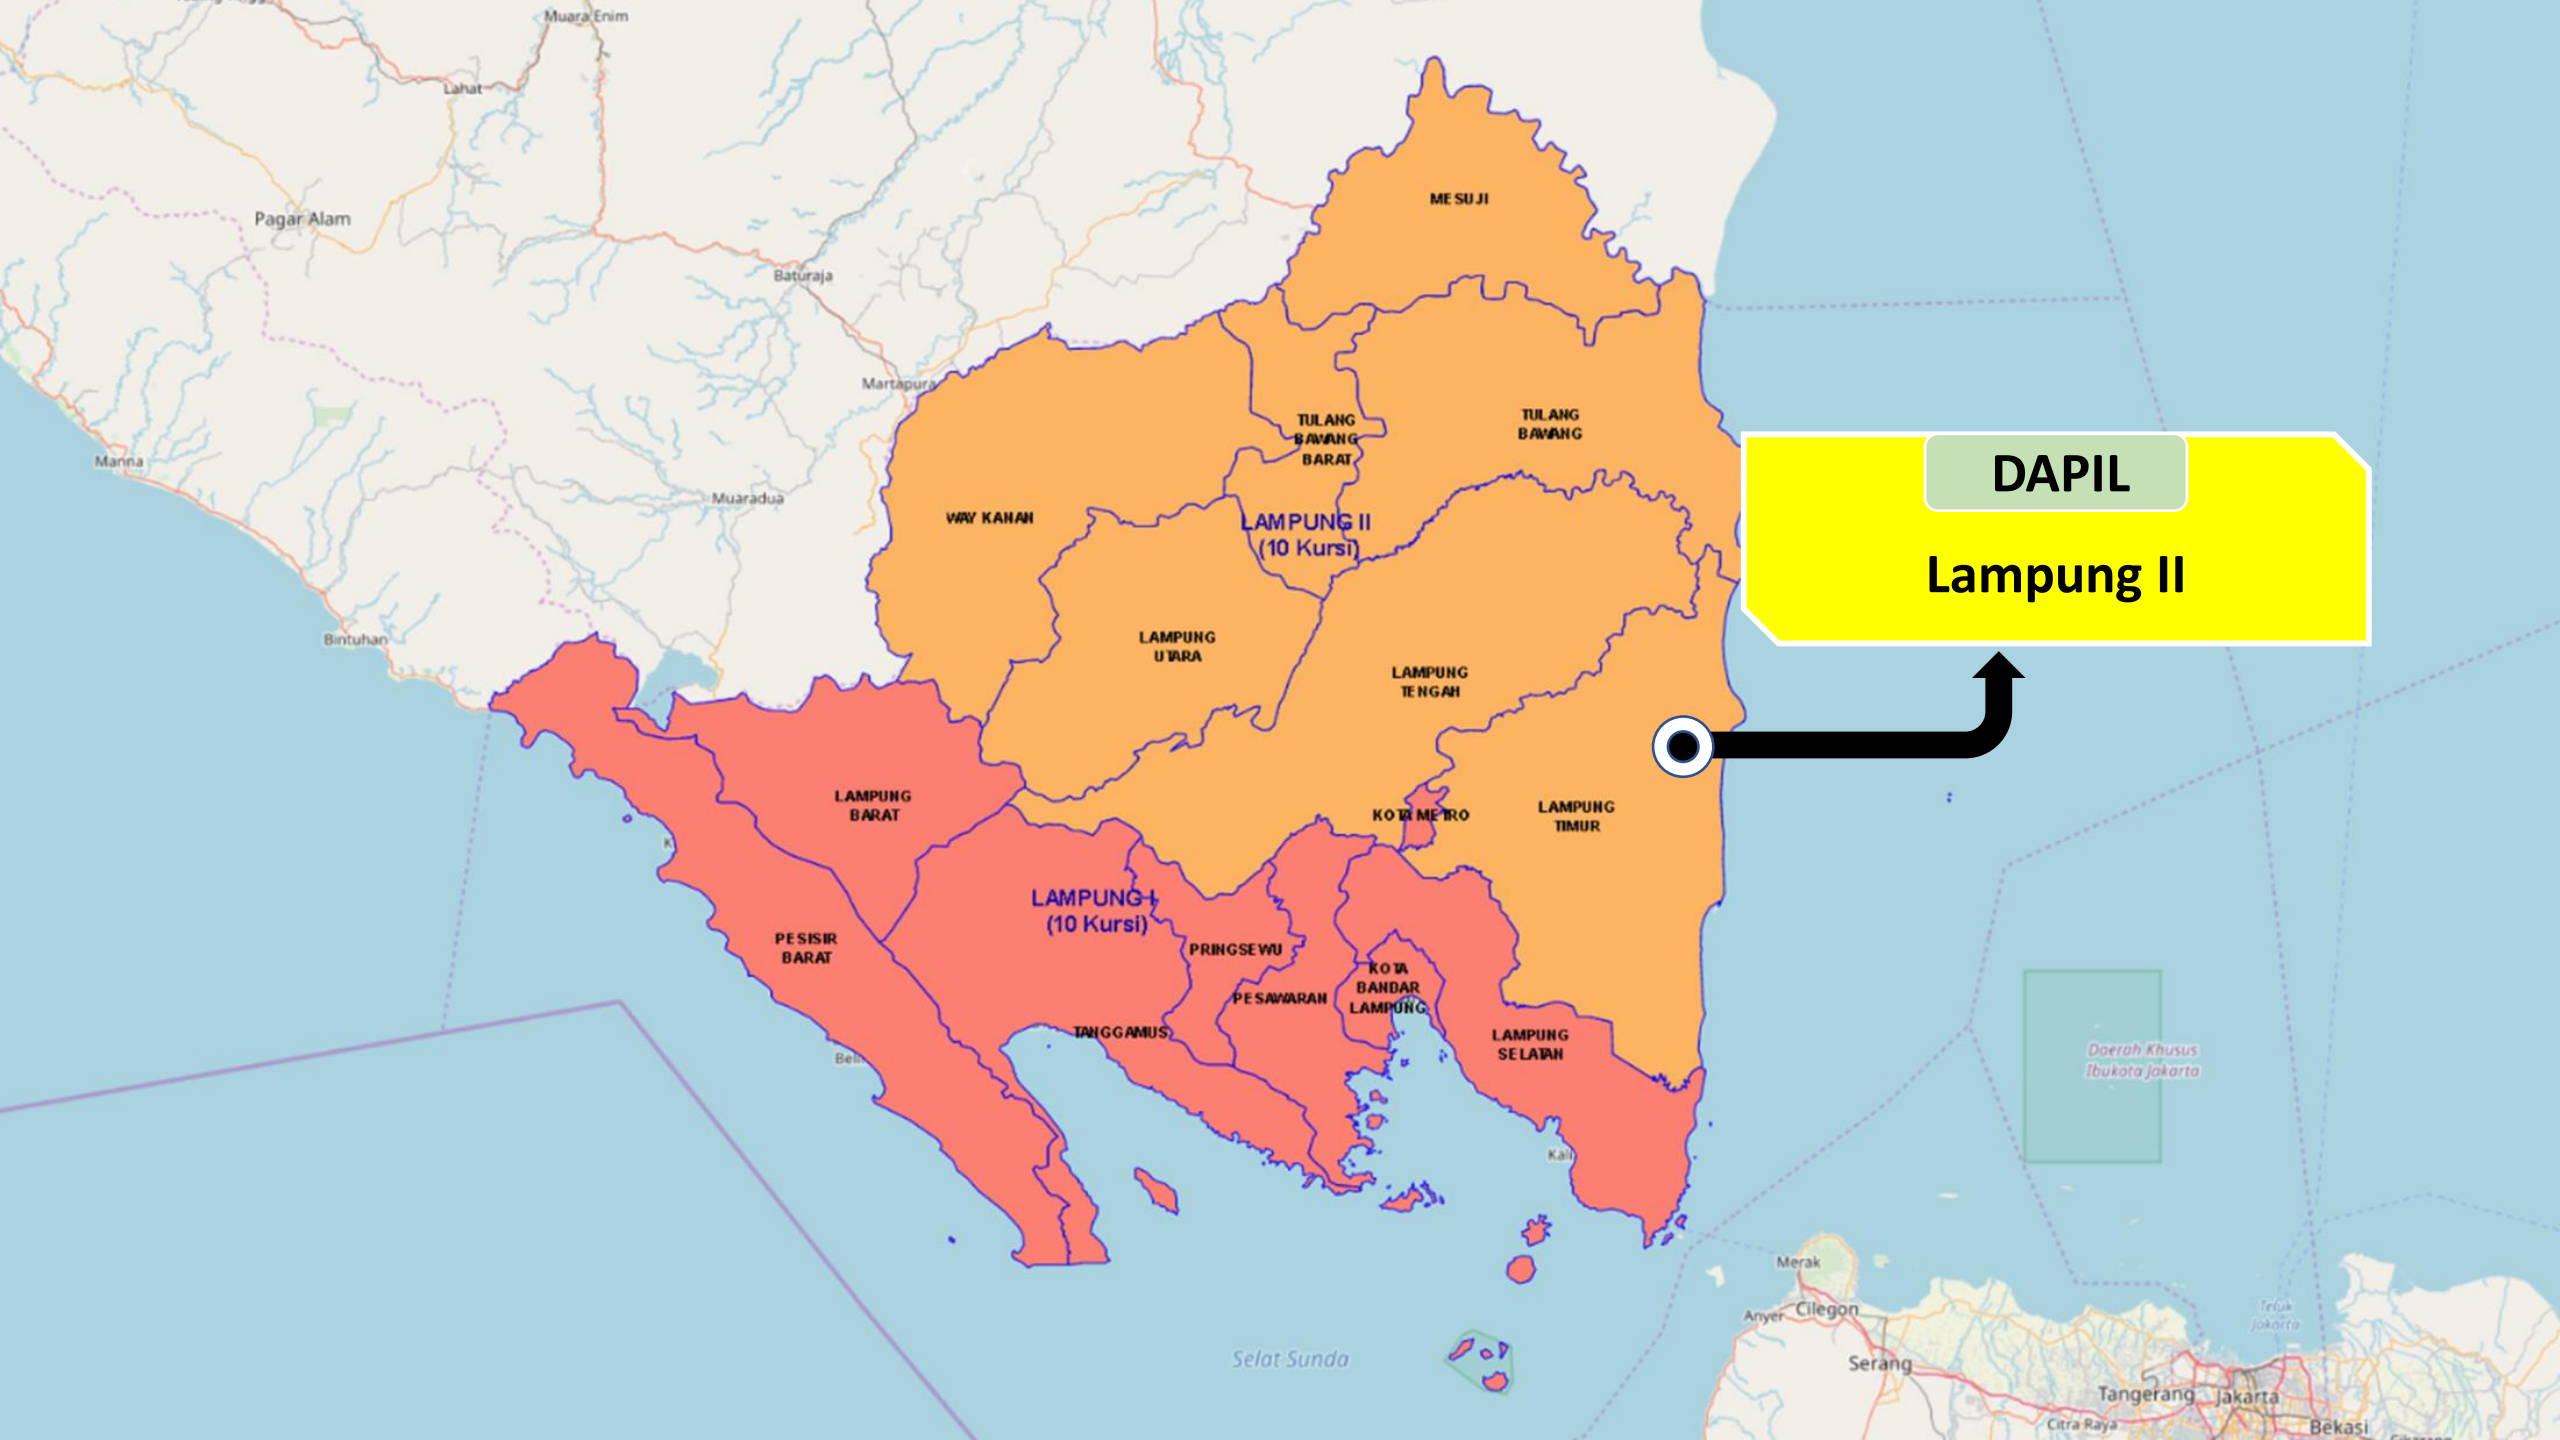 Muara Enim
Lahat
Pagar Alam
Baturaja
Martapura
Manna
Muaradua
Bintuhan
MESUJI
TULANG
BAWANG
BARAT
TULANG
BAWANG
WAY KANAN
LAMPUNG II
(10 Kursi)
DAPIL
Lampung II
LAMPUNG
UTARA
LAMPUNG
TENGAH
LAMPUNG
BARAT
KOTA METRO
LAMPUNG
TIMUR
LAMPUNG I
(10 Kursi)
PESISIR
BARAT
PRINGSEWU
PESAWARAN
KOTA
BANDAR
LAMPUNG
TANGGAMUS
LAMPUNG
SELATAN
Daerah Khusus
Ibukota Jakarta
Selat Sunda
Merak
Anyer
Cilegon
Serang
Teluk
Jakarta
Tangerang
Jakarta
Citra Raya
Bekasi